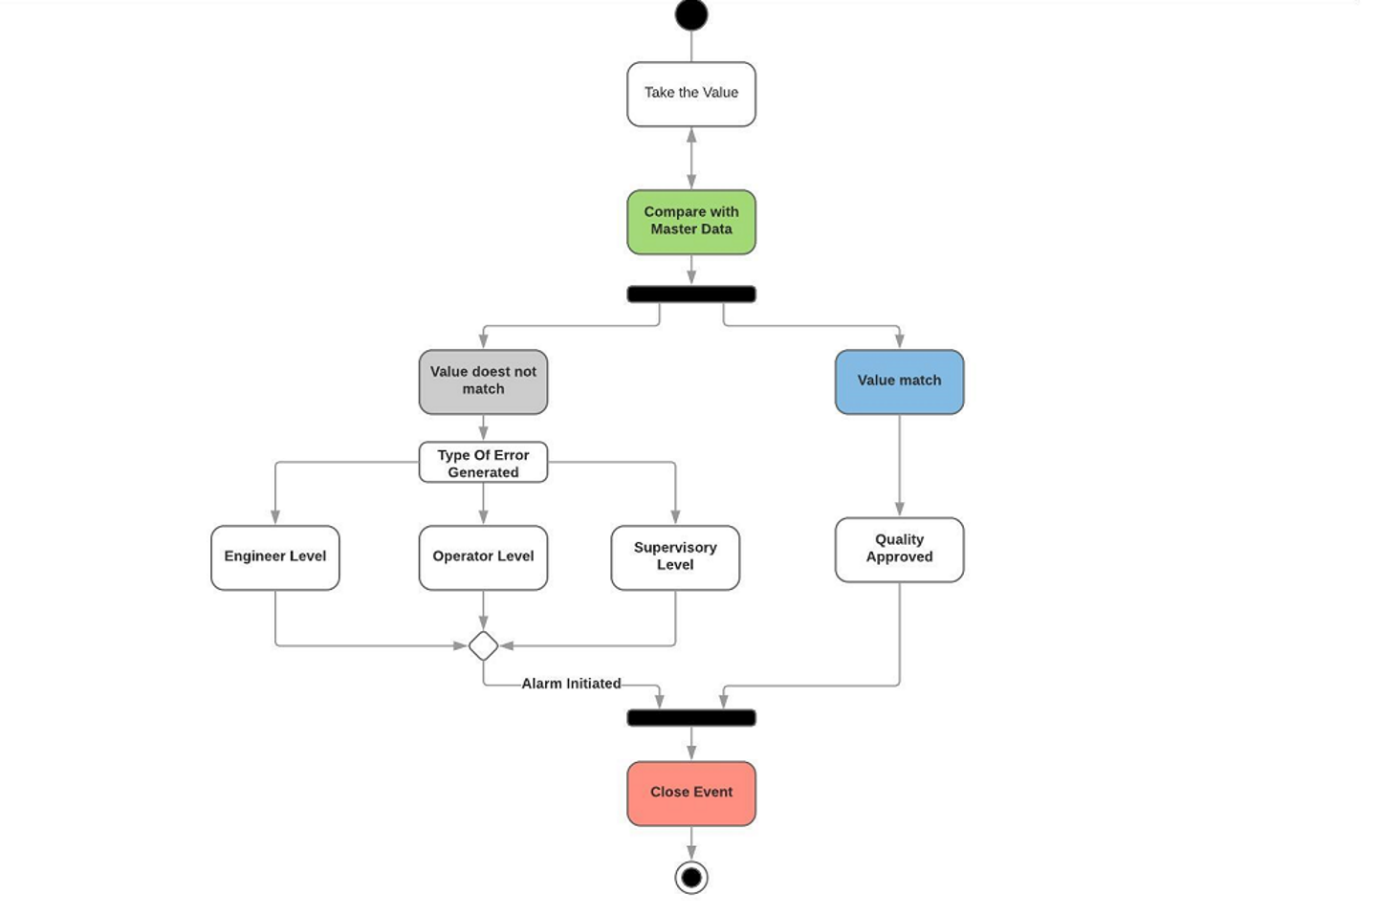 Take the Value
Compare with
Master Data
Value doest not
match
Value match
Type Of Error
Generated
Engineer Level
Operator Level
Supervisory
Level
Quality
Approved
Alarm Initiated
Close Event